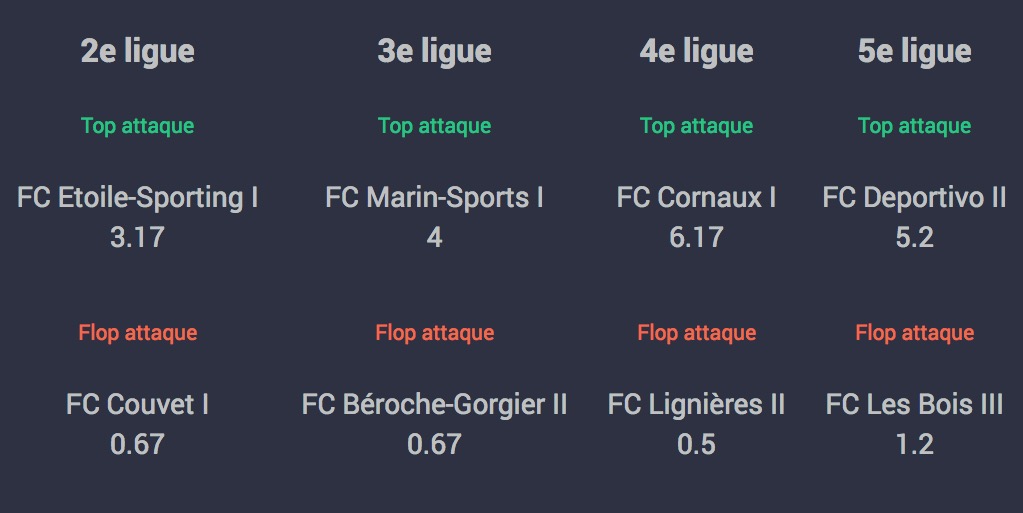 2e ligue
3e ligue
4e ligue
5e ligue
Top attaque
Top attaque
Top attaque
Top attaque
FC Etoile-Sporting I
FC Marin-Sports I
FC Cornaux I
FC Deportivo II
3.17
4
6.17
5.2
Flop attaque
Flop attaque
Flop attaque
Flop attaque
FC Couvet I
FC Béroche-Gorgier II
FC Lignières II
FC Les Bois III
0.67
0.67
0.5
1.2